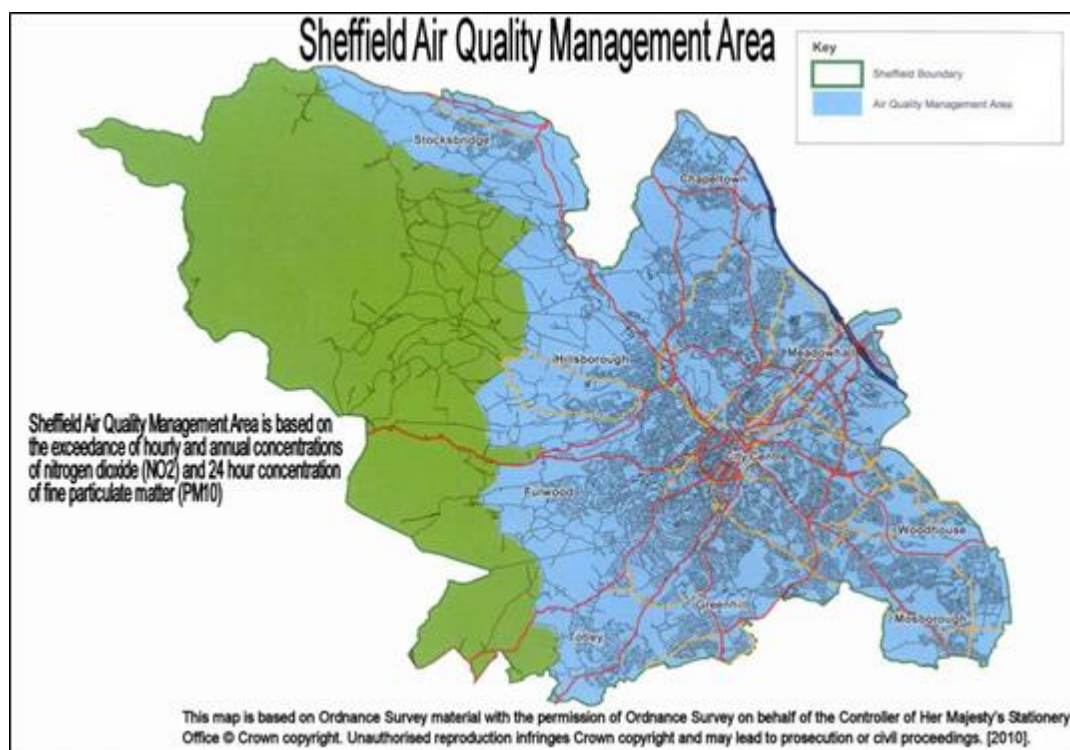 Sheffield Air Quality Management Area
Key
Sheffield Boundary
Air Quality Management Area
Stocksbridge
Chapeltown
Hillsborough
Meadowhall
Sheffield Air Quality Management Area is based on
the exceedance of hourly and annual concentrations
of nitrogen dioxide (NO2) and 24 hour concentration
of fine particulate matter (PM10)
City Centre
Fulwood
Woodhouse
Greenhill
Mosborough
Totley
This map is based on Ordnance Survey material with the permission of Ordnance Survey on behalf of the Controller of Her Majesty's Stationery
Office © Crown copyright. Unauthorised reproduction infringes Crown copyright and may lead to prosecution or civil proceedings. [2010].